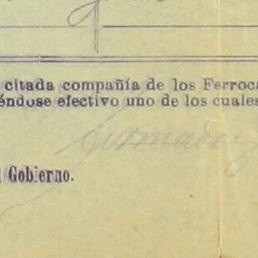 citada compañía de los Ferroca
éndose efectivo uno de los cuales
l Gobierno.